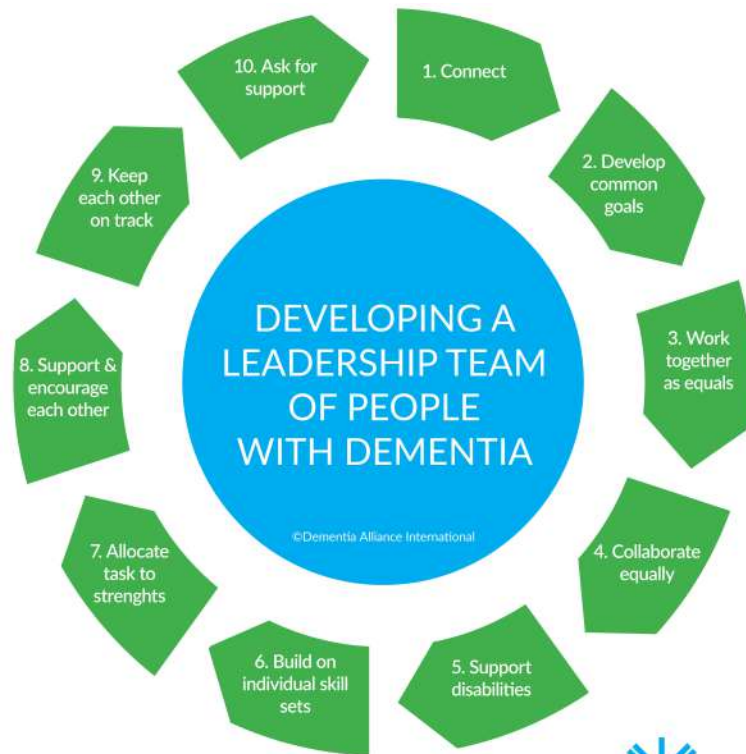 DEVELOPING A
LEADERSHIP TEAM
OF PEOPLE
WITH DEMENTIA
©Dementia Alliance International
1. Connect
2. Develop
common
goals
3. Work
together
as equals
4. Collaborate
equally
5. Support
disabilities
6. Build on
individual skill
sets
7. Allocate
task to
strenghts
8. Support &
encourage
each other
9. Keep
each other
on track
10. Ask for
support